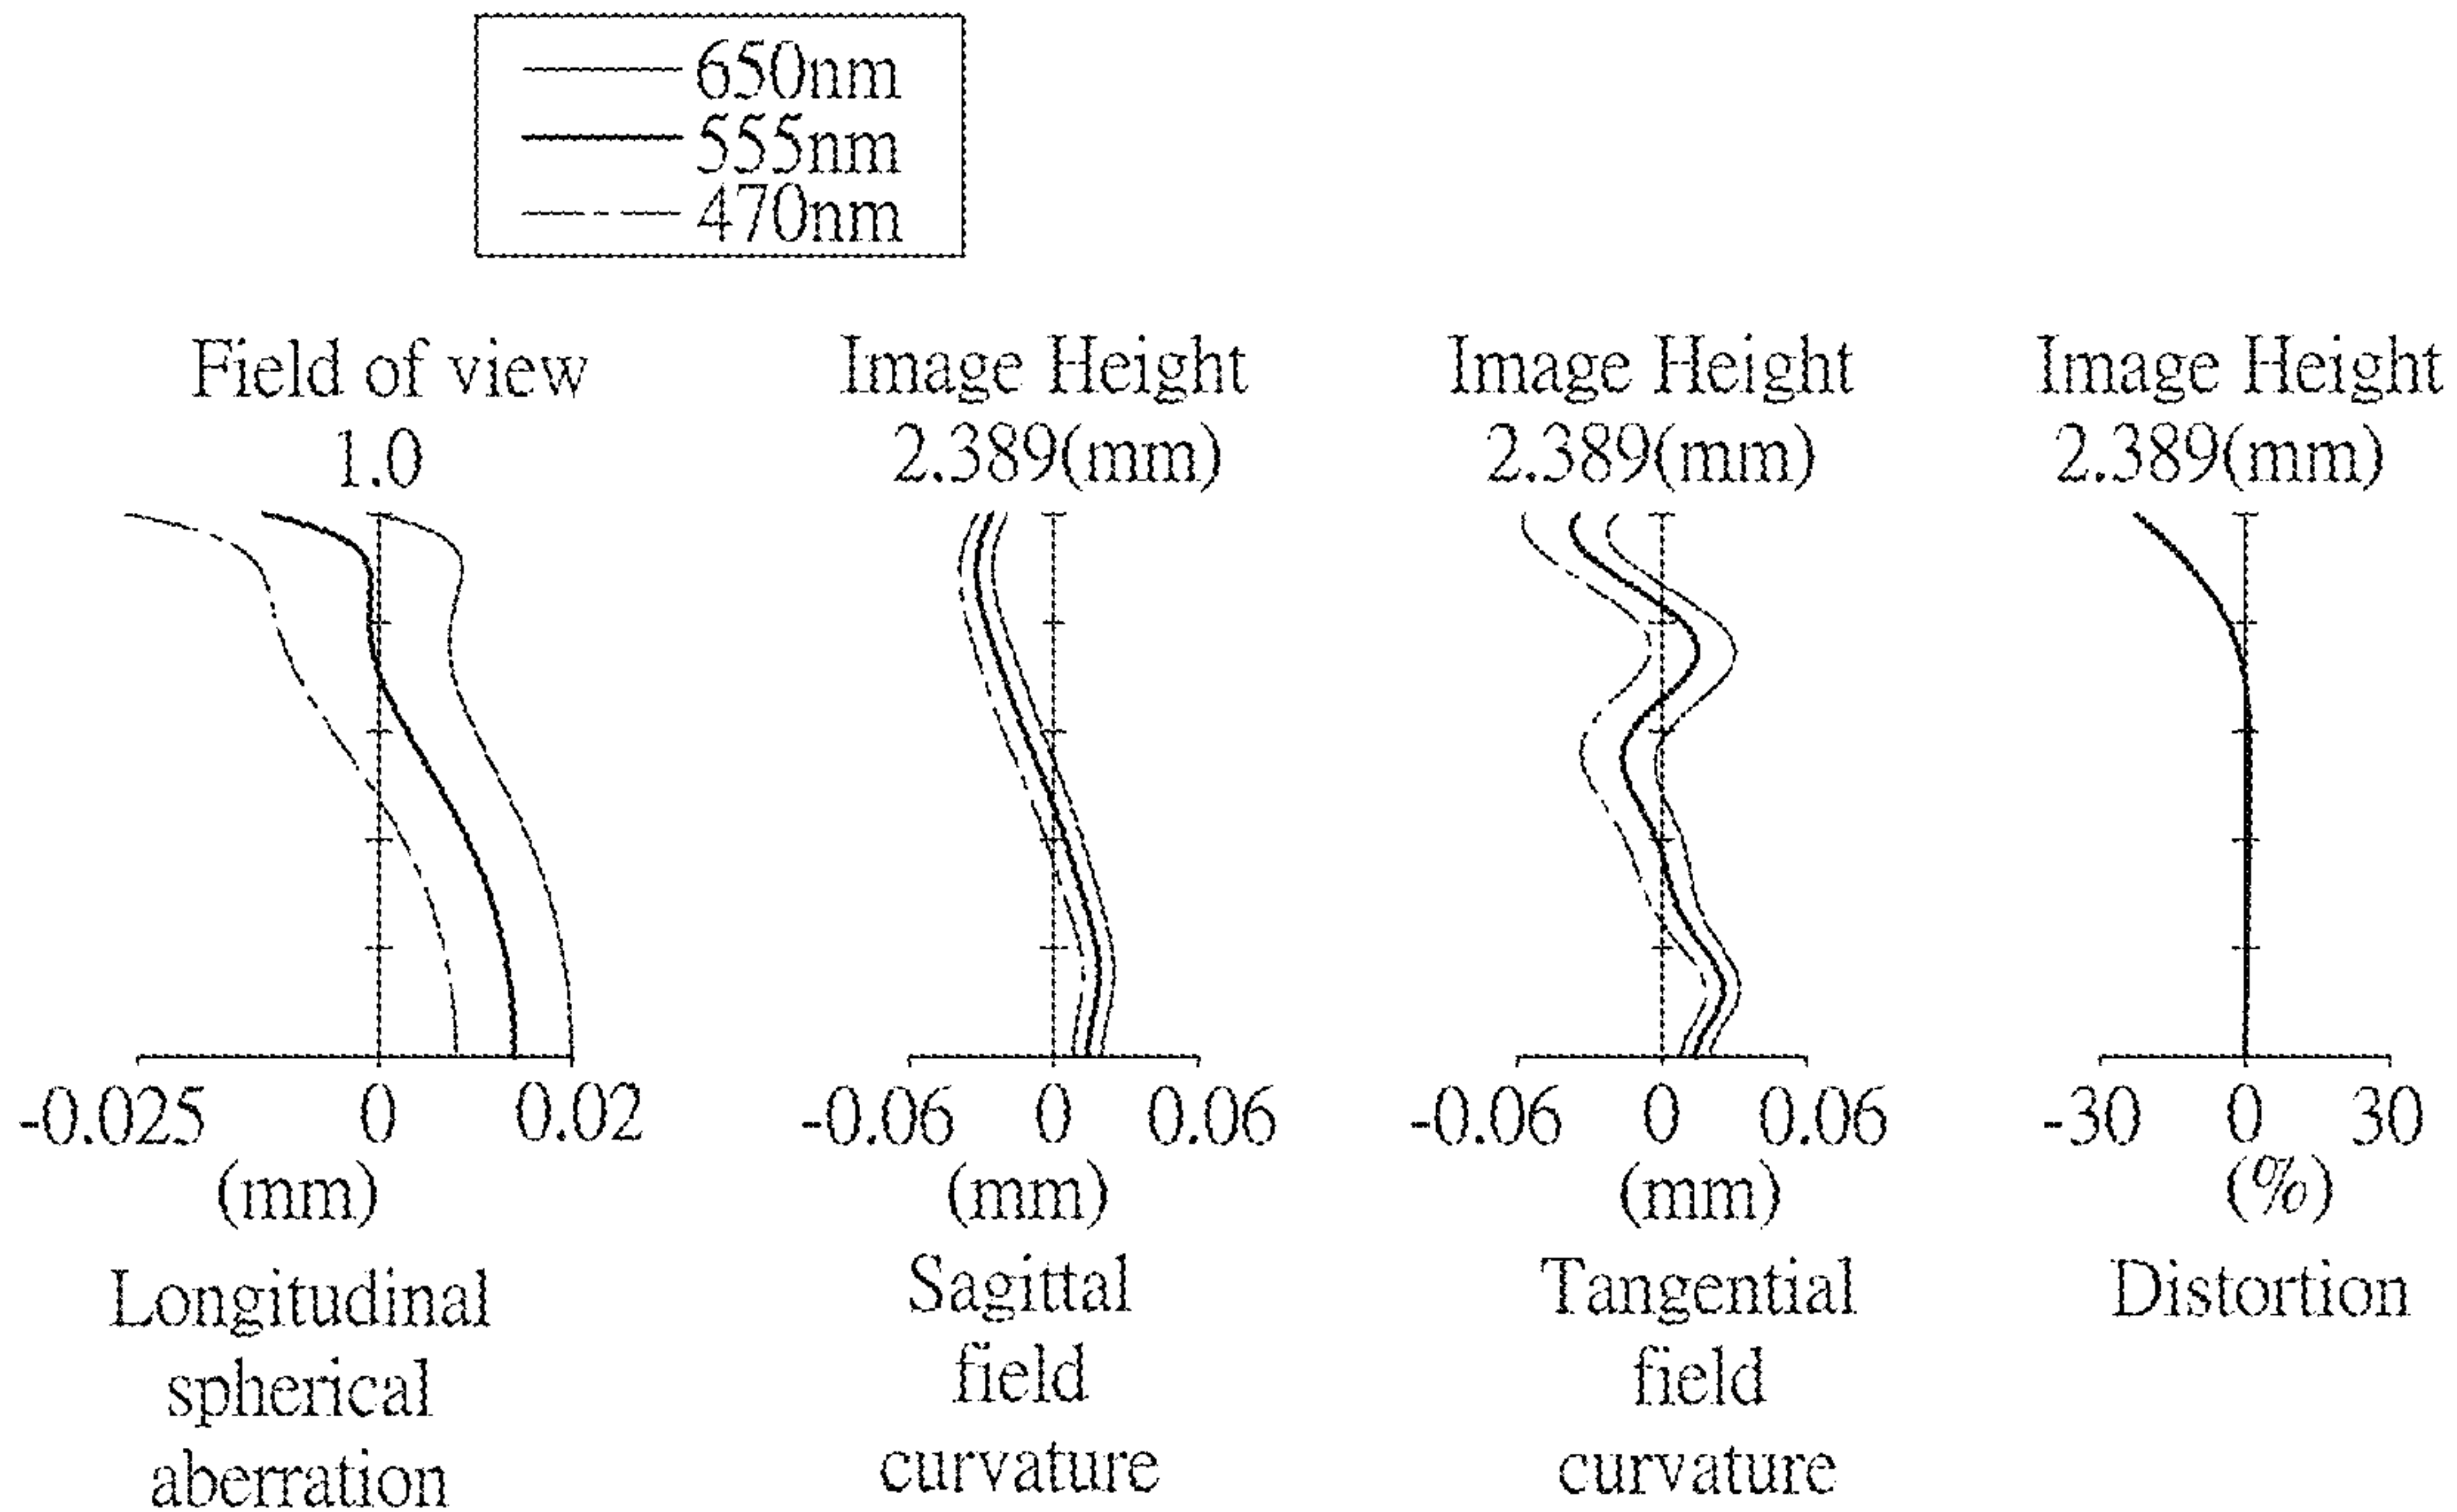 650nm
555nm
470nm
Field of view
1.0
Image Height
2.389(mm)
Image Height
2.389(mm)
Image Height
2.389(mm)
-0.025 0 0.02
(mm)
Longitudinal
spherical
aberration
-0.06 0 0.06
(mm)
Sagittal
field
curvature
-0.06 0 0.06
(mm)
Tangential
field
curvature
-30 0 30
(%)
Distortion